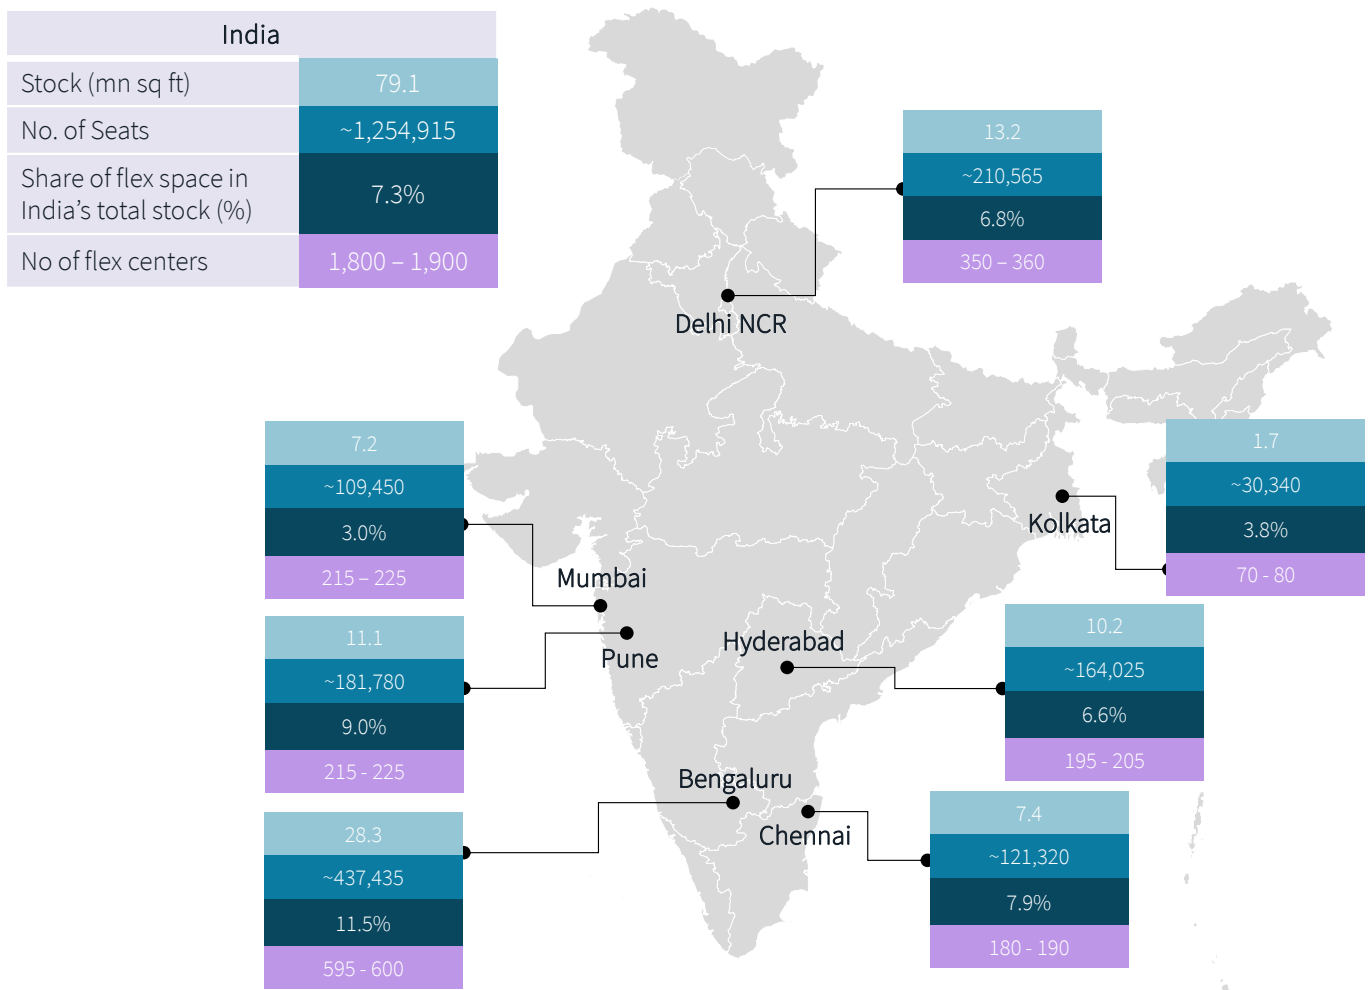 India
Stock (mn sq ft)
79.1
No. of Seats
~1,254,915
Share of flex space in
India’s total stock (%)
7.3%
No of flex centers
1,800 – 1,900
13.2
~210,565
6.8%
350 – 360
Delhi NCR
7.2
~109,450
3.0%
215 – 225
Mumbai
1.7
~30,340
3.8%
70 - 80
Kolkata
11.1
~181,780
9.0%
215 - 225
Pune
10.2
~164,025
6.6%
195 - 205
Hyderabad
28.3
~437,435
11.5%
595 - 600
Bengaluru
7.4
~121,320
7.9%
180 - 190
Chennai